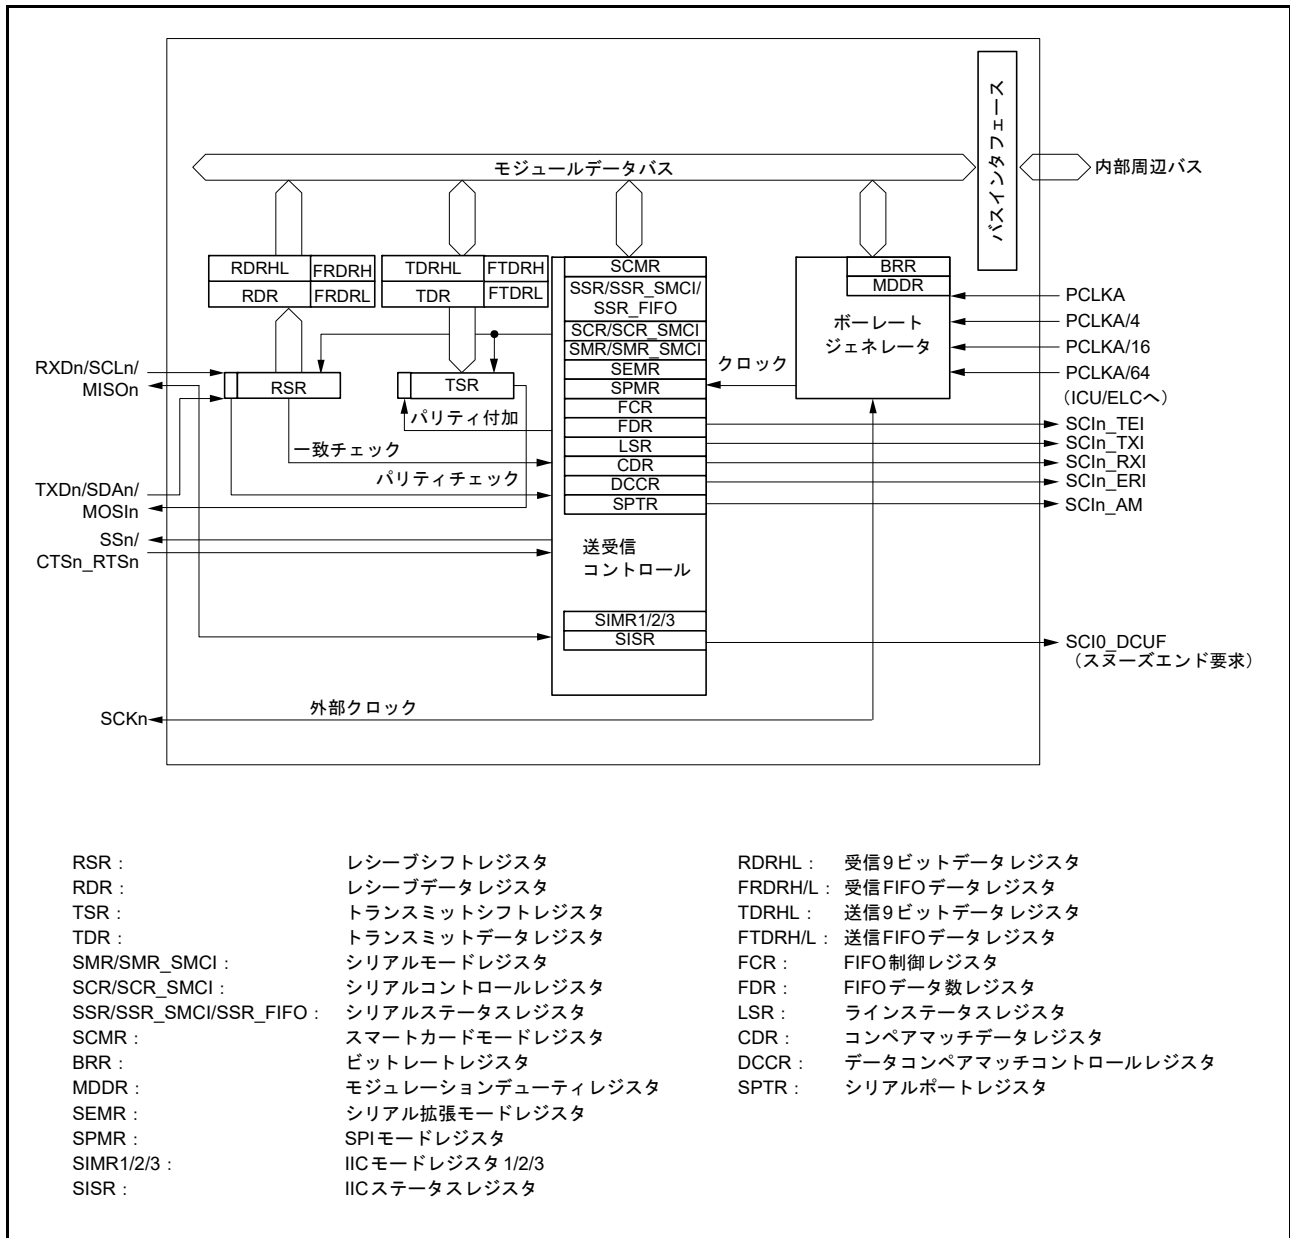 バスインタフェース
モジュールデータバス
内部周辺バス
RDRHL
FRDRH
RDR
FRDRL
TDRHL
FTDRH
TDR
FTDRL
SCMR
SSR/SSR_SMCI/
SSR_FIFO
SCR/SCR_SMCI
SMR/SMR_SMCI
SEMR
SPMR
FCR
FDR
LSR
CDR
DCCR
SPTR
送受信
コントロール
SIMR1/2/3
SISR
BRR
MDDR
ボーレート
ジェネレータ
クロック
PCLKA
PCLKA/4
PCLKA/16
PCLKA/64
（ICU/ELCへ）
SCIn_TEI
SCIn_TXI
SCIn_RXI
SCIn_ERI
SCIn_AM
SCI0_DCUF
（スヌーズエンド要求）
RXDn/SCLn/
MISOn
RSR
TSR
パリティ付加
一致チェック
パリティチェック
TXDn/SDAn/
MOSIn
SSn/
CTSn_RTSn
外部クロック
SCKn
RSR : レシーブシフトレジスタ
RDR : レシーブデータレジスタ
TSR : トランスミットシフトレジスタ
TDR : トランスミットデータレジスタ
SMR/SMR_SMCI : シリアルモードレジスタ
SCR/SCR_SMCI : シリアルコントロールレジスタ
SSR/SSR_SMCI/SSR_FIFO : シリアルステータスレジスタ
SCMR : スマートカードモードレジスタ
BRR : ビットレートレジスタ
MDDR : モジュレーションデューティレジスタ
SEMR : シリアル拡張モードレジスタ
SPMR : SPIモードレジスタ
SIMR1/2/3 : IICモードレジスタ1/2/3
SISR : IICステータスレジスタ
RDRHL : 受信9ビットデータレジスタ
FRDRH/L : 受信FIFOデータレジスタ
TDRHL : 送信9ビットデータレジスタ
FTDRH/L : 送信FIFOデータレジスタ
FCR : FIFO制御レジスタ
FDR : FIFOデータ数レジスタ
LSR : ラインステータスレジスタ
CDR : コンペアマッチデータレジスタ
DCCR : データコンペアマッチコントロールレジスタ
SPTR : シリアルポートレジスタ